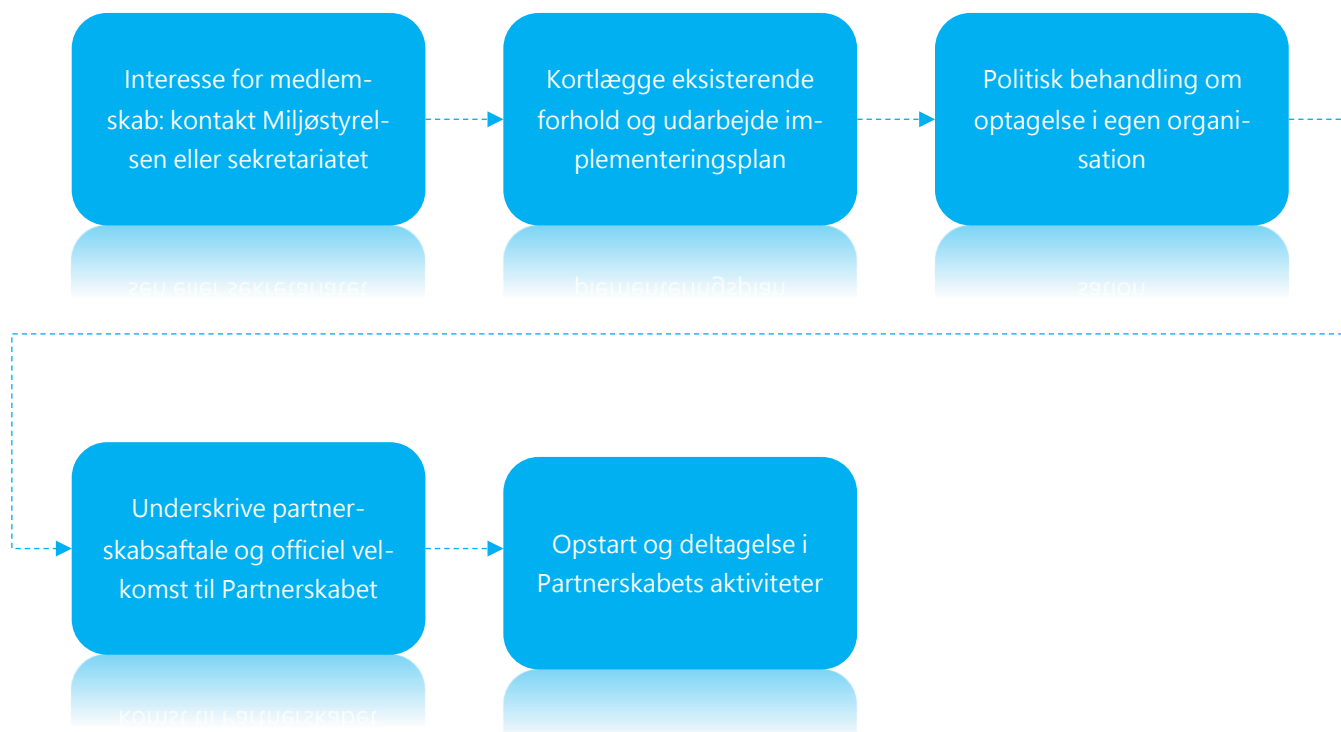 Interesse for medlem-
skab: kontakt Miljøstyrel-
sen eller sekretariatet
Kortlægge eksisterende
forhold og udarbejde im-
plementeringsplan
Politisk behandling om
optagelse i egen organi-
sation
Underskrive partner-
skabsaftale og officiel vel-
komst til Partnerskabet
Opstart og deltagelse i
Partnerskabets aktiviteter